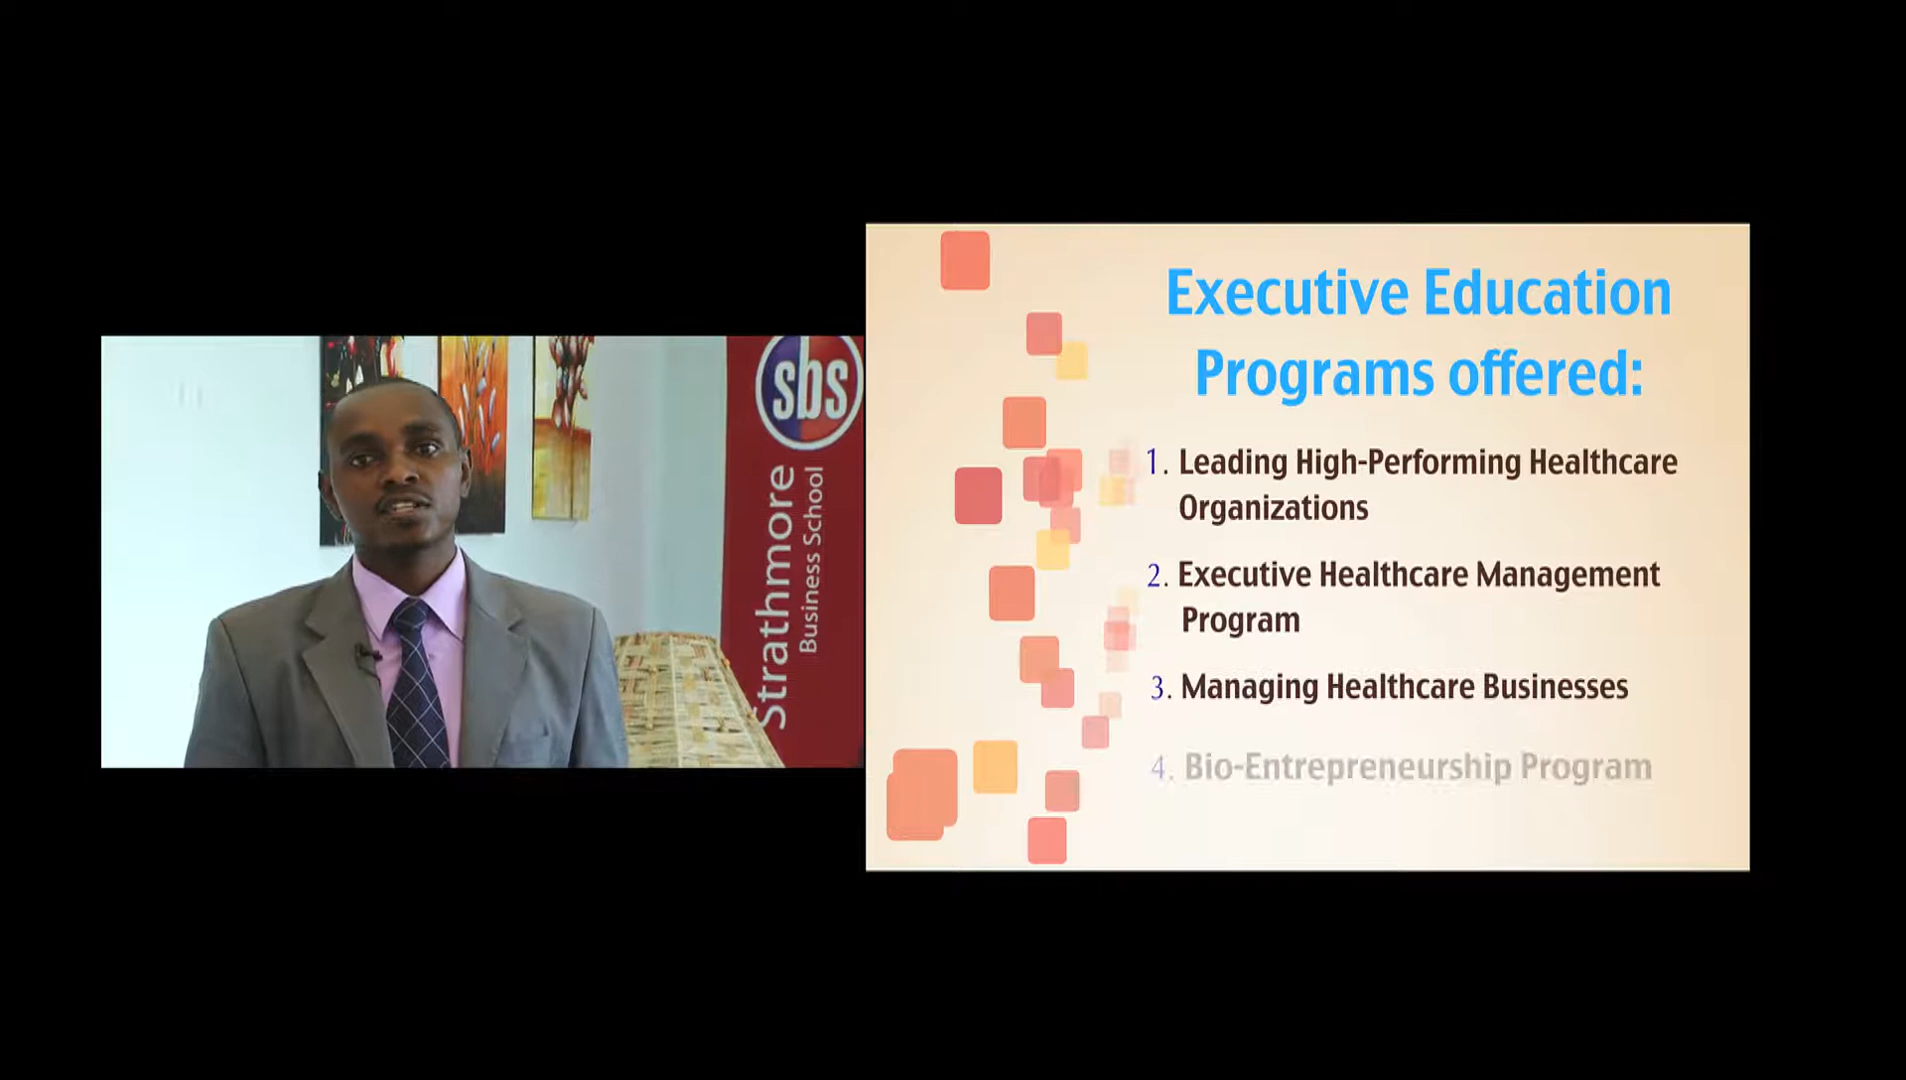 sbs
Strathmore
Business School
Executive Education
Programs offered:
1. Leading High-Performing Healthcare
Organizations
2. Executive Healthcare Management
Program
3. Managing Healthcare Businesses
4. Bio-Entrepreneurship Program